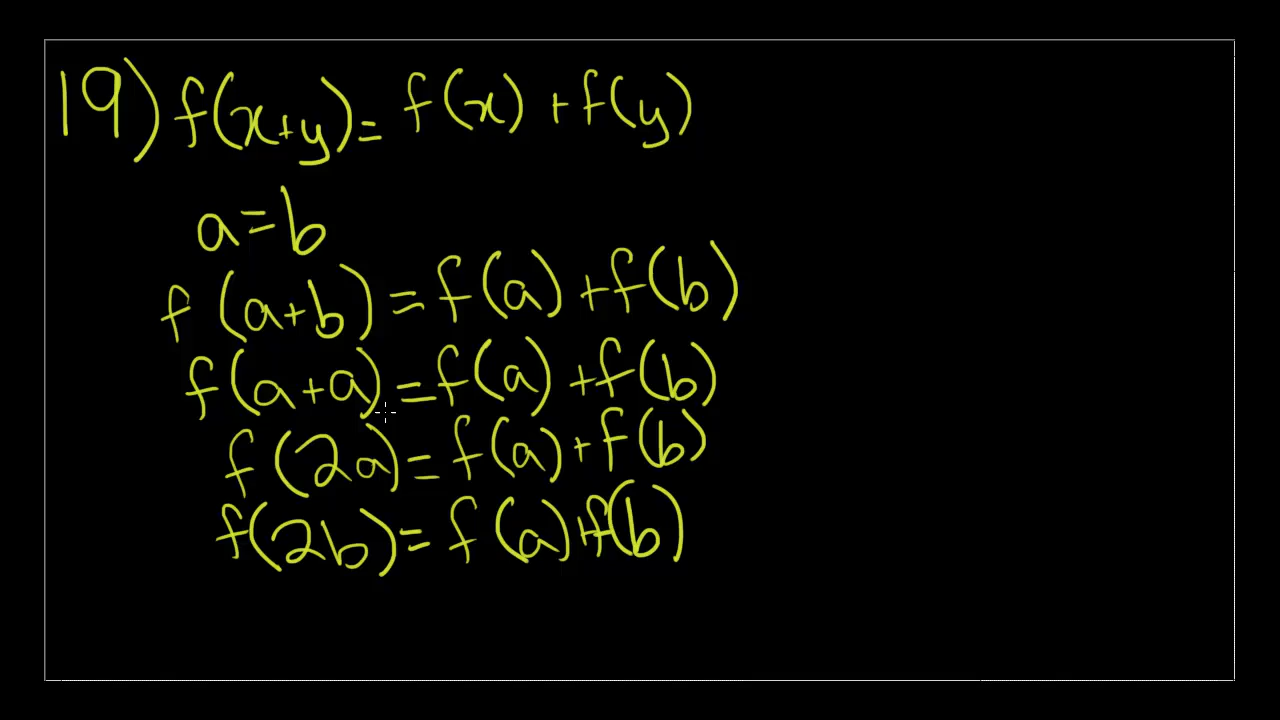 19) f(x+y)= f(x) + f(y)
a=b
f(a+b)=f(a)+f(b)
f(a+a)=f(a)+f(b)
f(2a)=f(a)+f(b)
f(2b)=f(a)+f(b)